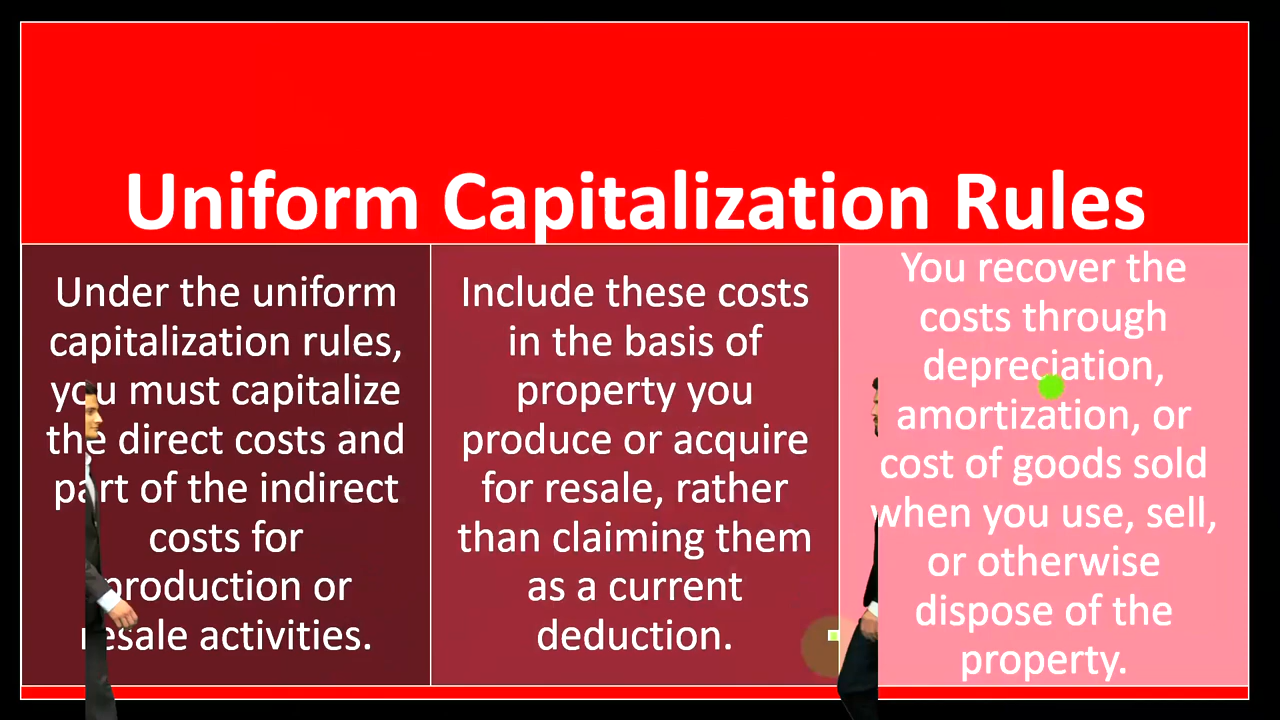 Uniform Capitalization Rules
Under the uniform
capitalization rules,
you must capitalize
the direct costs and
part of the indirect
costs for
production or
resale activities.
Include these costs
in the basis of
property you
produce or acquire
for resale, rather
than claiming them
as a current
deduction.
You recover the
costs through
depreciation,
amortization, or
cost of goods sold
when you use, sell,
or otherwise
dispose of the
property.